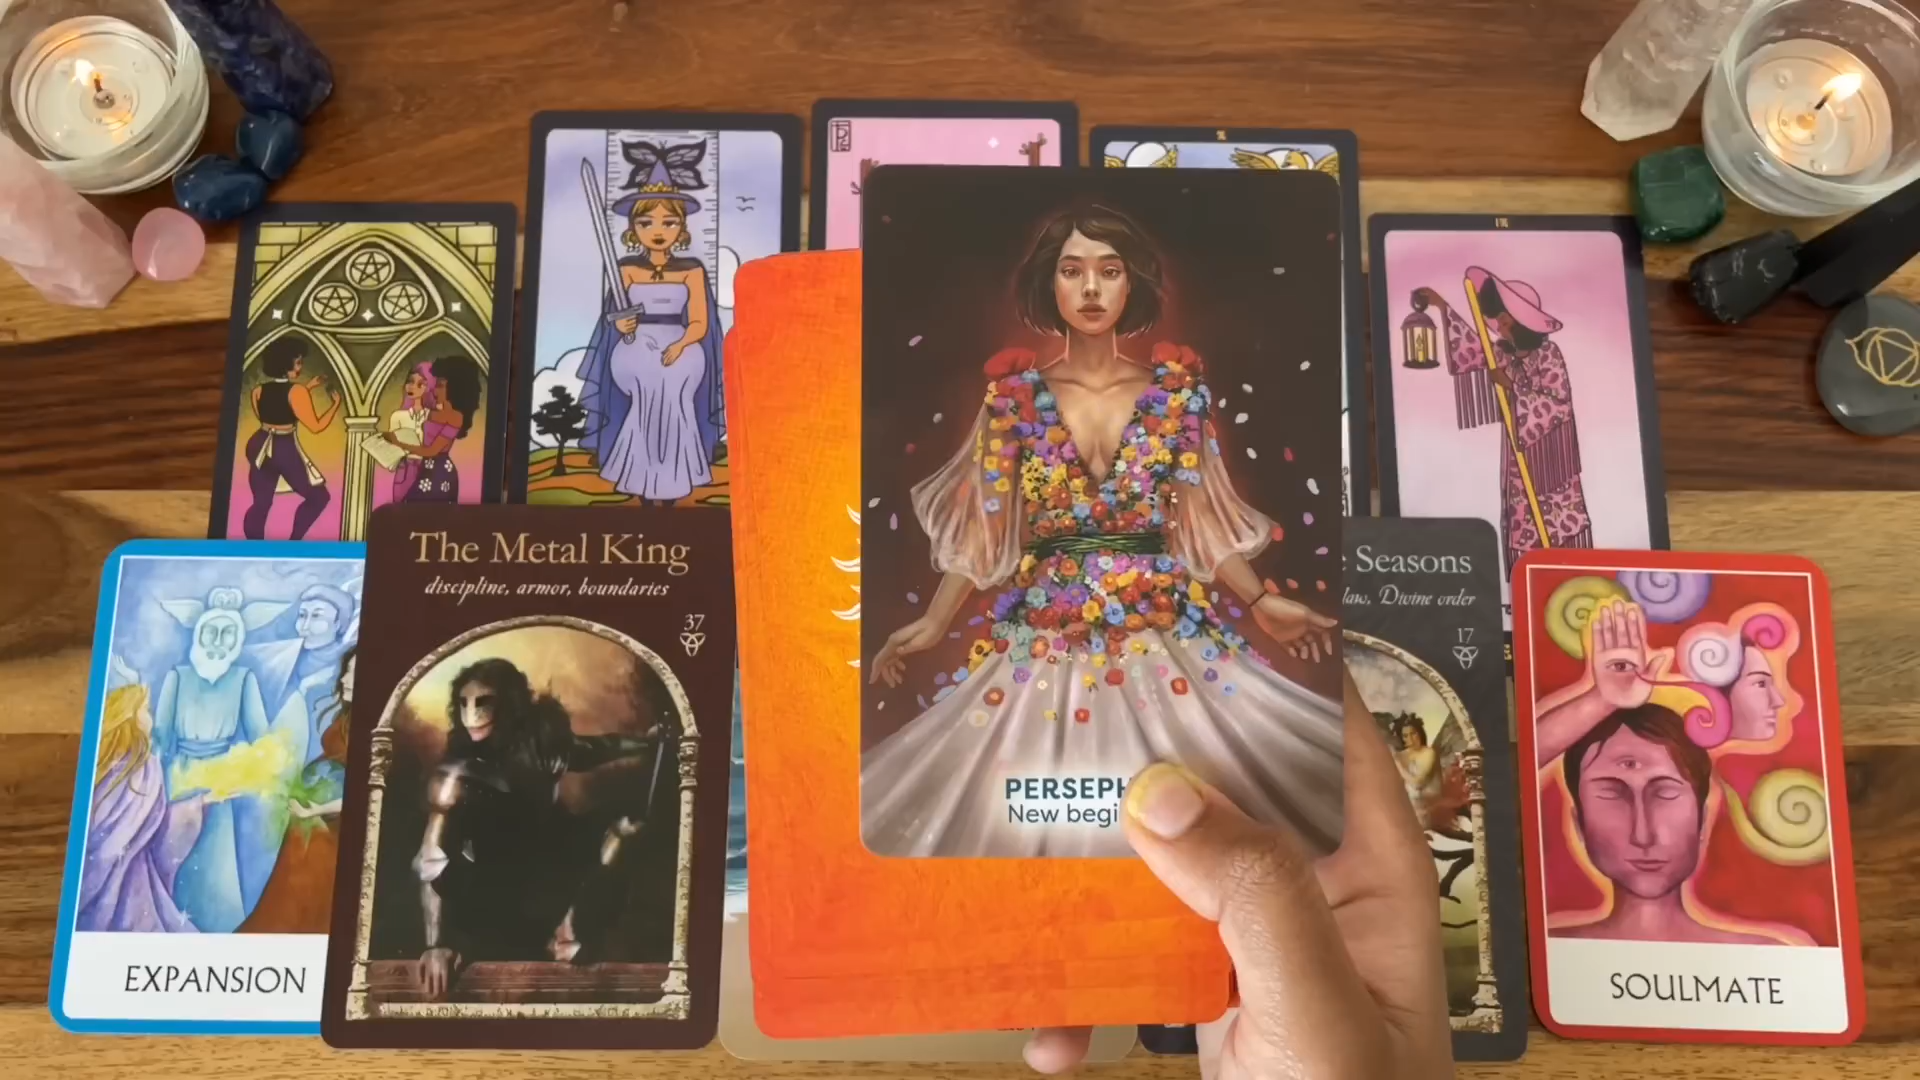 The Metal King
discipline, armor, boundaries
37
EXPANSION
PERSEPH
New begi
Seasons
law, Divine order
17
SOULMATE